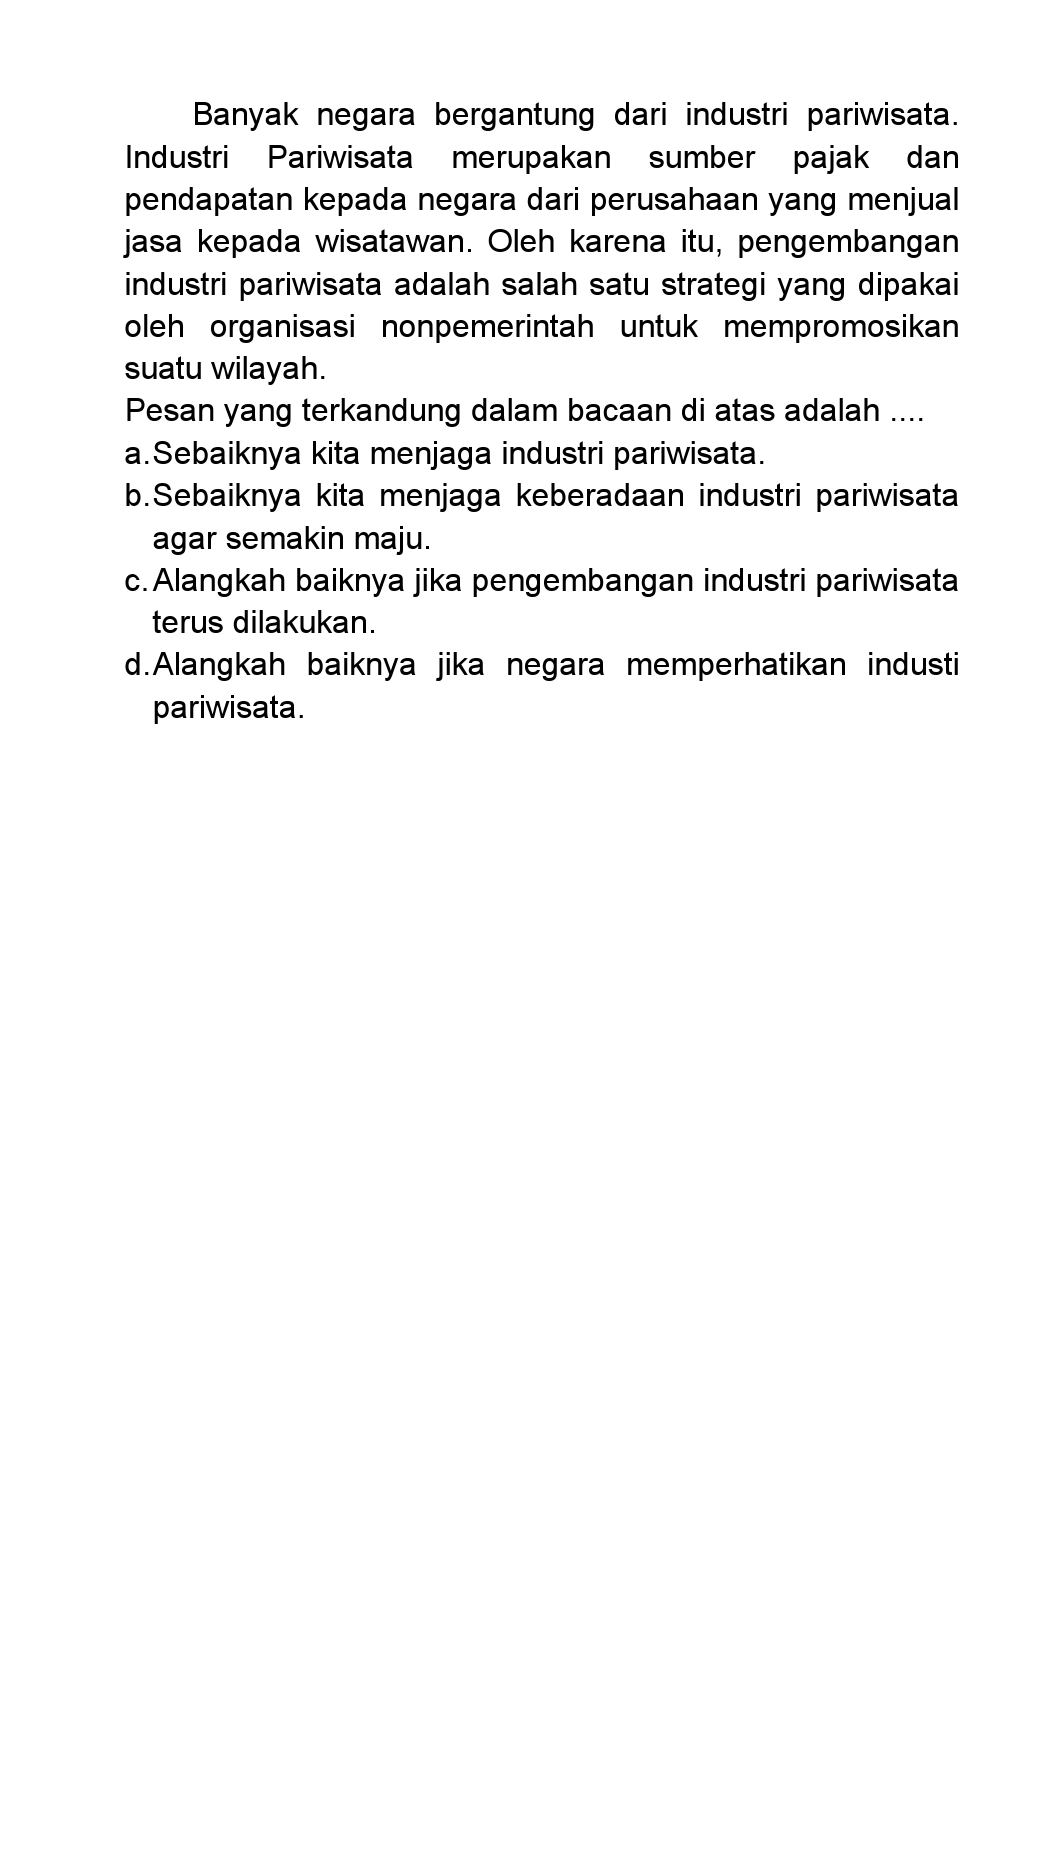 Banyak negara bergantung dari industri pariwisata.
Industri Pariwisata merupakan sumber pajak dan
pendapatan kepada negara dari perusahaan yang menjual
jasa kepada wisatawan. Oleh karena itu, pengembangan
industri pariwisata adalah salah satu strategi yang dipakai
oleh organisasi nonpemerintah untuk mempromosikan
suatu wilayah.
Pesan yang terkandung dalam bacaan di atas adalah ....
a. Sebaiknya kita menjaga industri pariwisata.
b. Sebaiknya kita menjaga keberadaan industri pariwisata
agar semakin maju.
c. Alangkah baiknya jika pengembangan industri pariwisata
terus dilakukan.
d. Alangkah baiknya jika negara memperhatikan industi
pariwisata.